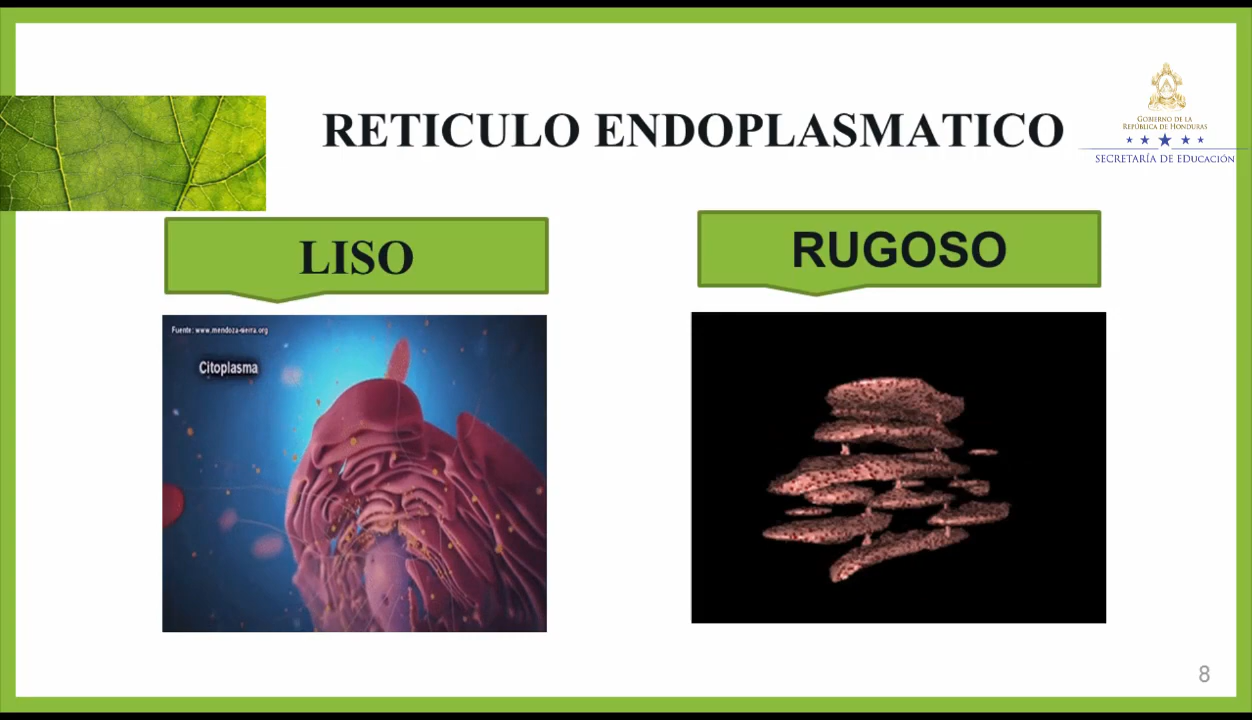 RETICULO ENDOPLASMATICO
GOBIERNO DE LA
REPÚBLICA DE HONDURAS
SECRETARÍA DE EDUCACIÓN
LISO
RUGOSO
Fuente: www.mendoza-sierra.org
Citoplasma
8